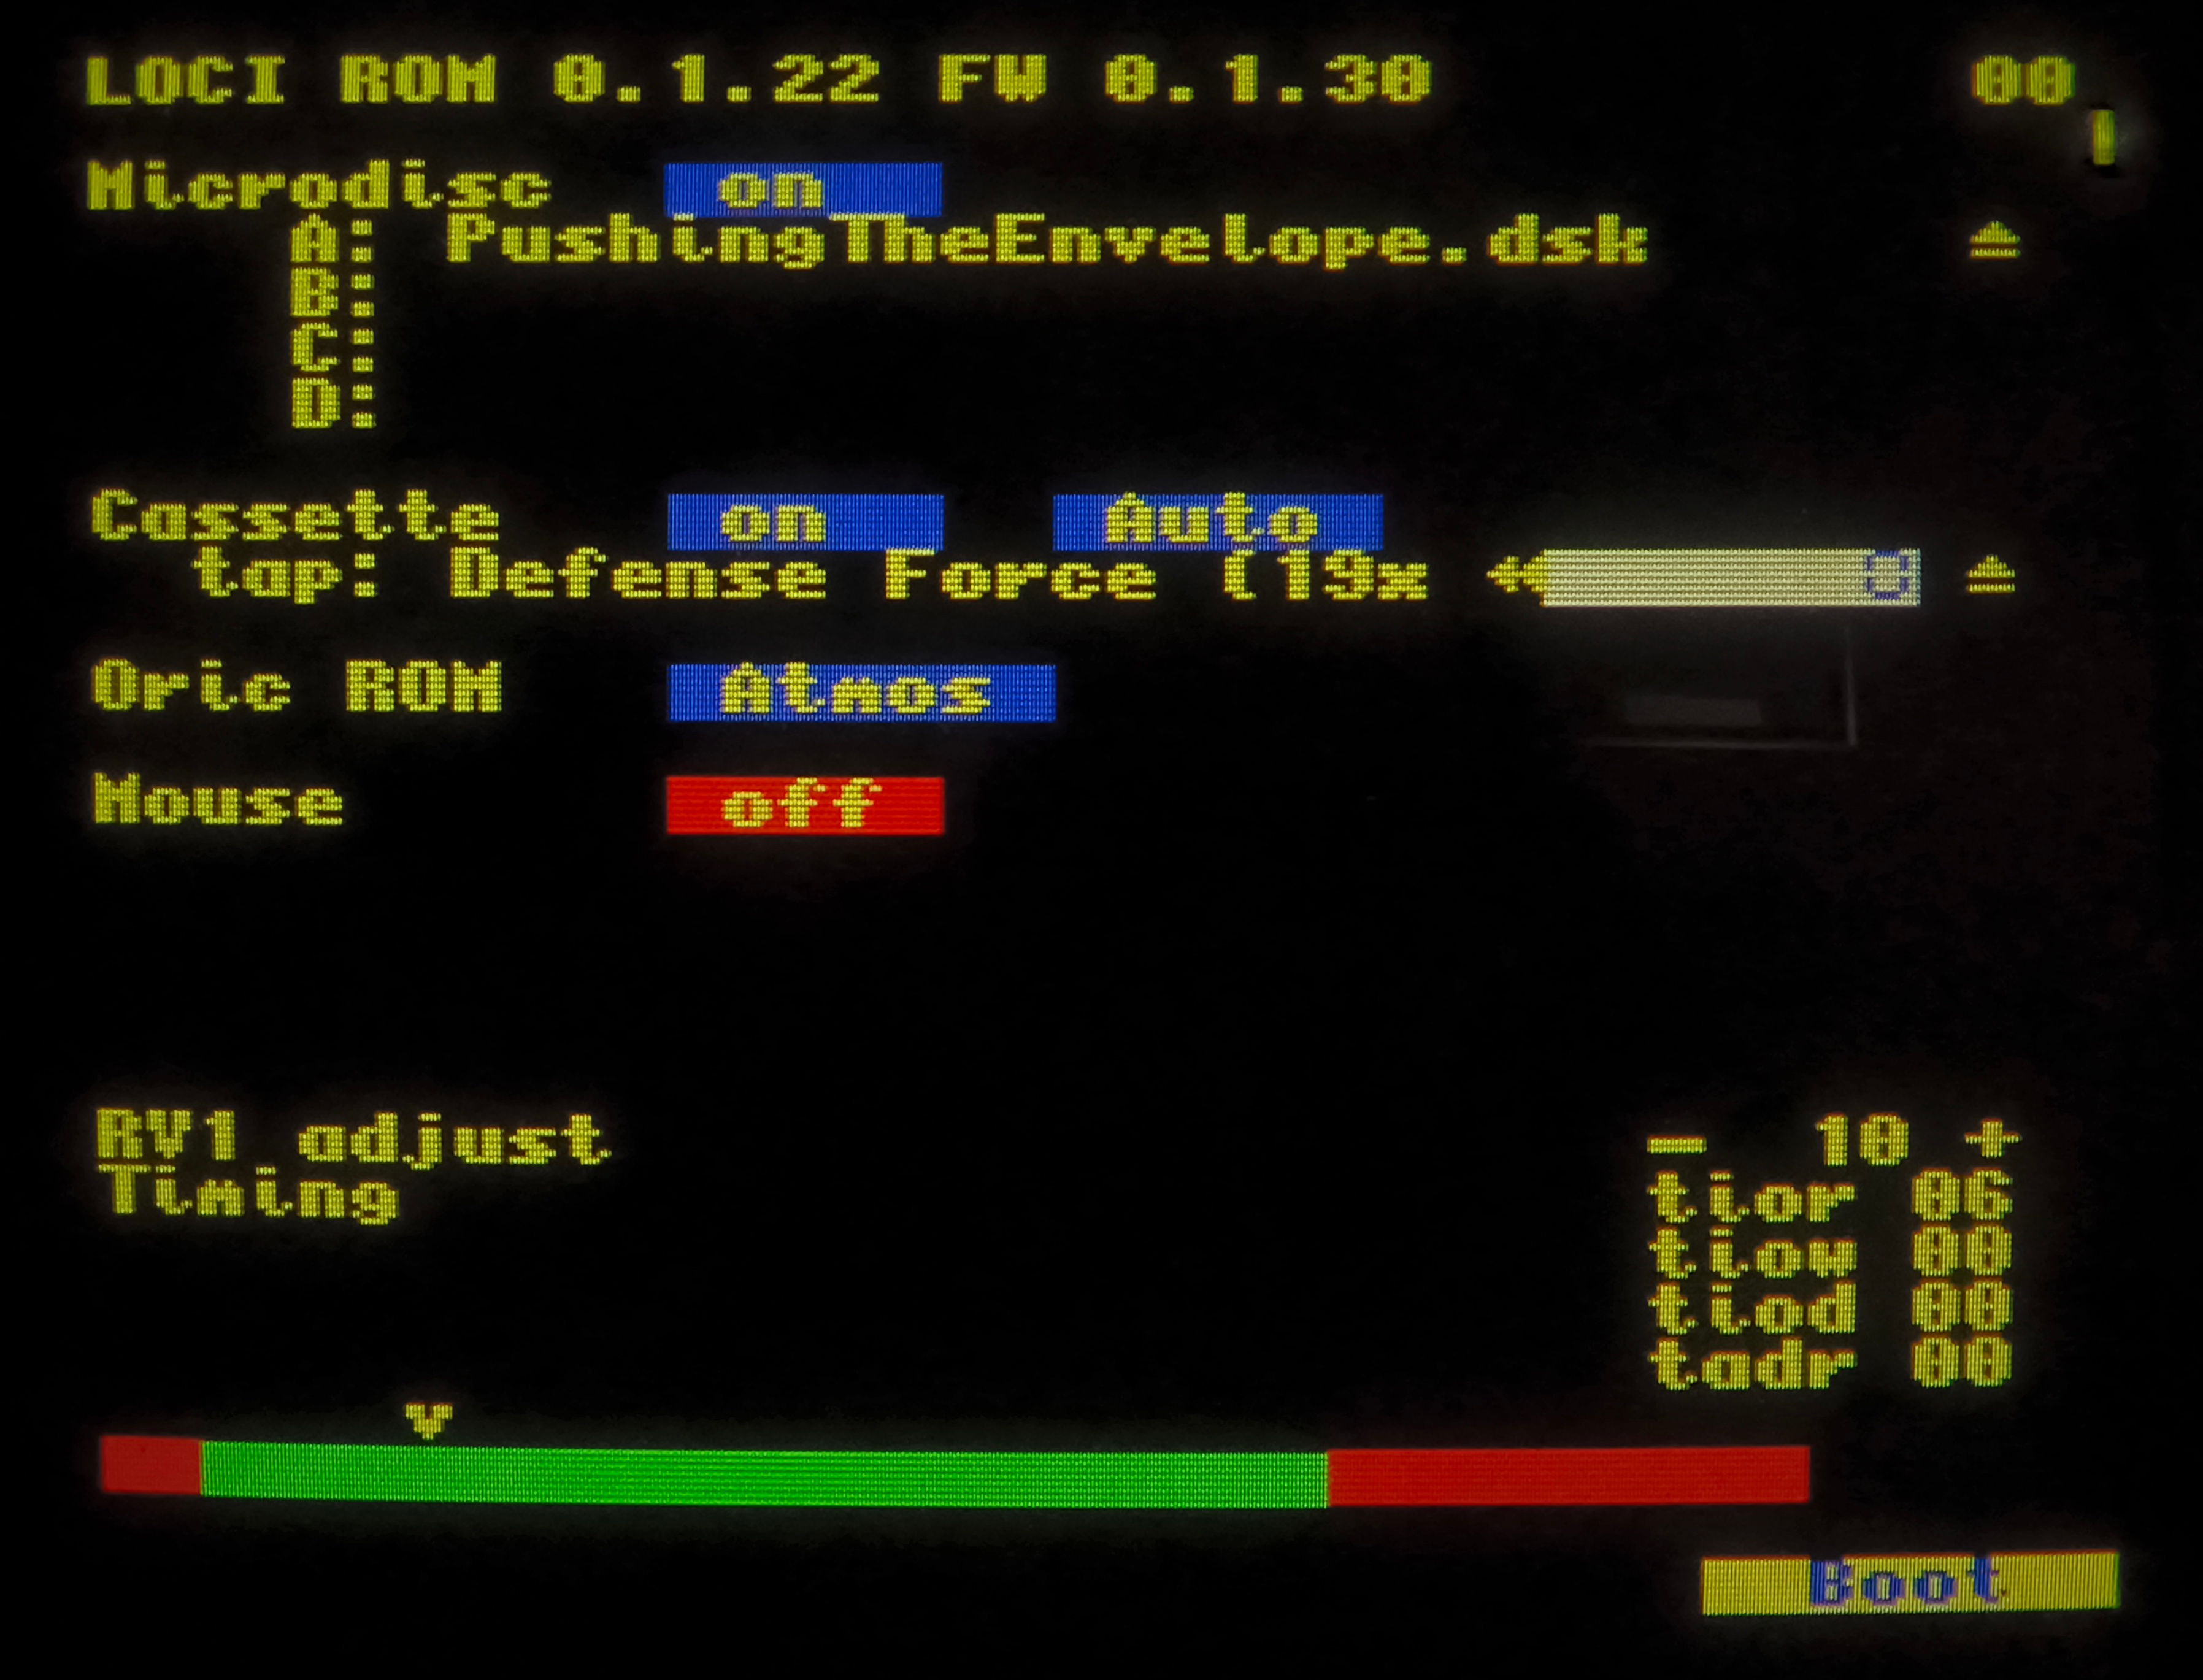 LOCI ROM 0.1.22 FW 0.1.30 00
Microdisc on
A: PushingTheEnvelope.dsk
B:
C:
D:
Cassette on Auto
tap: Defense Force (19x 0
Oric ROM Atmos
Mouse off
RV1 adjust - 10 +
Timing tior 06
tiow 00
tiod 00
tadr 00
Boot